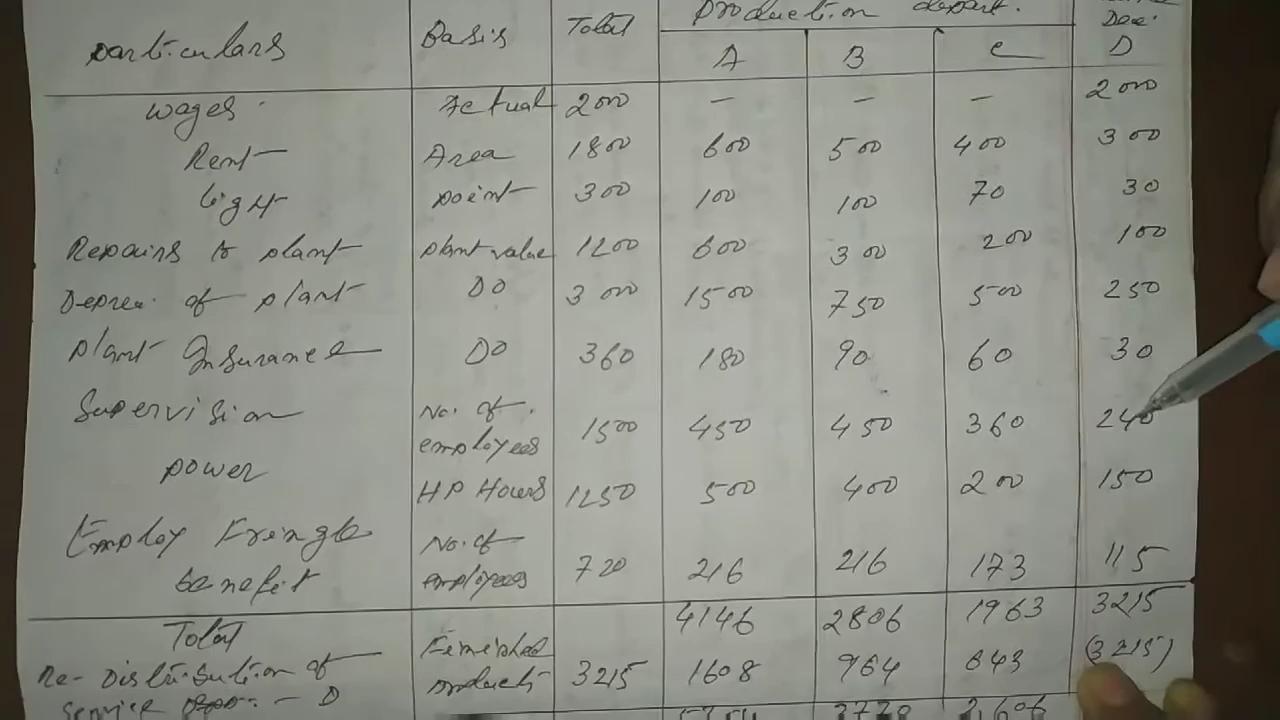 Production depart.
Particulars Basis Total A B C Dep. D
Wages Actual 2000 — — — 2000
Rent Area 1800 600 500 400 300
Light Point 300 100 100 70 30
Repairs to plant Plant value 1200 600 300 200 100
Deprec. of plant DO 3000 1500 750 500 250
Plant Insurance DO 360 180 90 60 30
Supervision No. of employees 1500 450 450 360 240
Power HP Hours 1250 500 400 200 150
Employ Fringe benefit No. of employees 720 216 216 173 115
Total 4146 2806 1963 3215
Re-Distribution of Service - D Finished products 3215 1608 964 643 (3215)
3770 2606